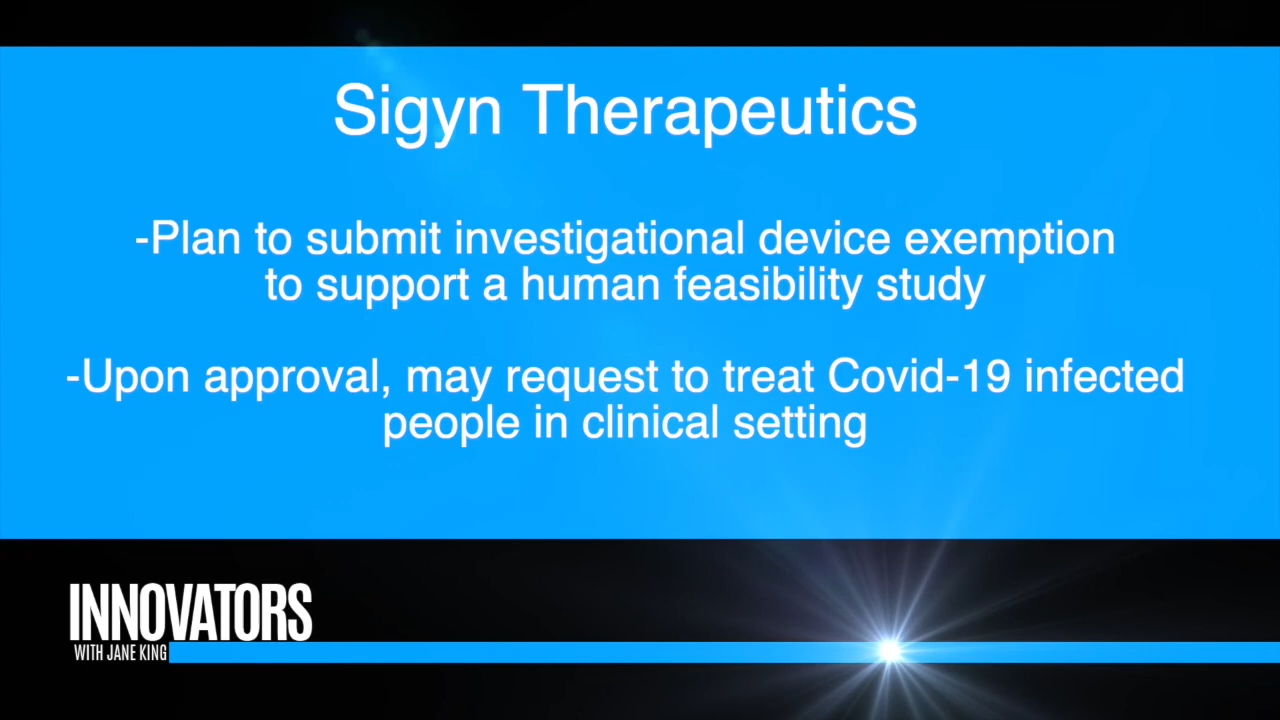 Sigyn Therapeutics
-Plan to submit investigational device exemption
to support a human feasibility study
-Upon approval, may request to treat Covid-19 infected
people in clinical setting
INNOVATORS
WITH JANE KING